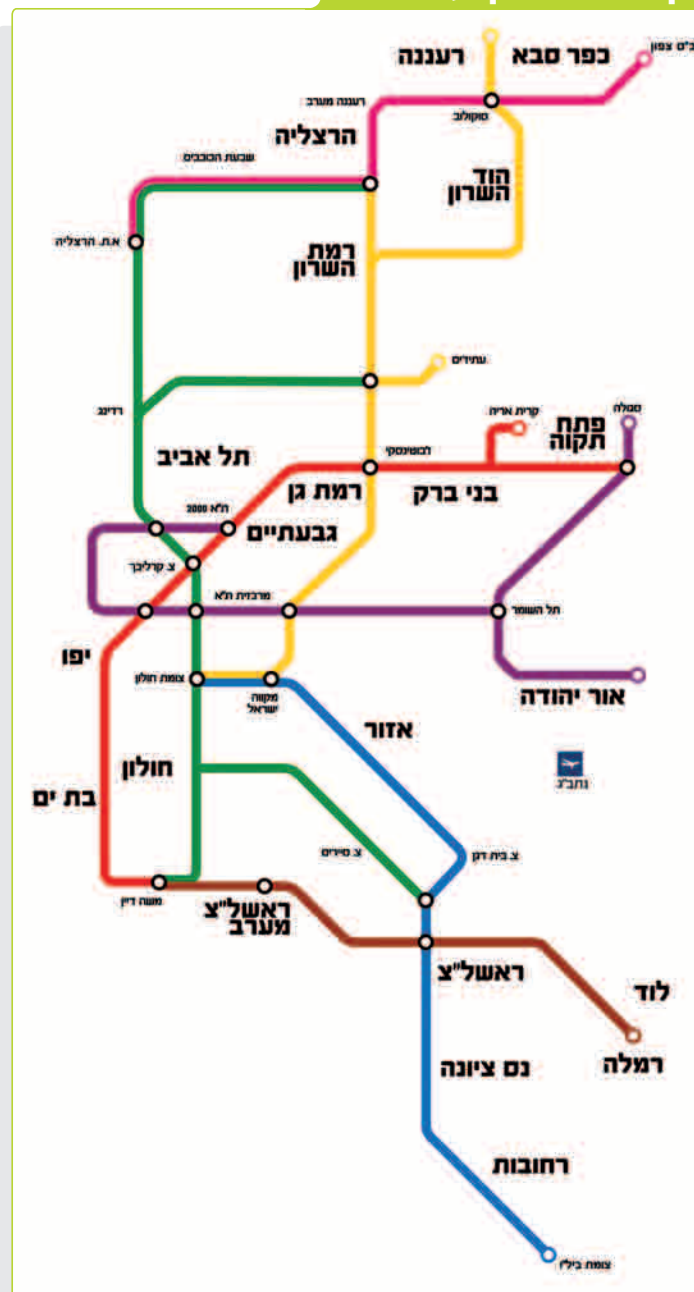 כ"ס צפון
כפר סבא
רעננה
רעננה מערב
סוקולוב
הרצליה
שבעת הכוכבים
הוד
השרון
א.ת. הרצליה
רמת
השרון
עתידים
רדינג
סגולה
קרית אריה
פתח
תקוה
ז'בוטינסקי
תל אביב
רמת גן
בני ברק
ת"א 2000
גבעתיים
צ. קרליבך
מרכזית ת"א
תל השומר
יפו
צומת חולון
מקווה
ישראל
אור יהודה
אזור
חולון
נתב"ג
בת ים
צ. סיירים
צ. בית דגן
משה דיין
ראשל"צ
מערב
ראשל"צ
לוד
רמלה
נס ציונה
רחובות
צומת ביל"ו